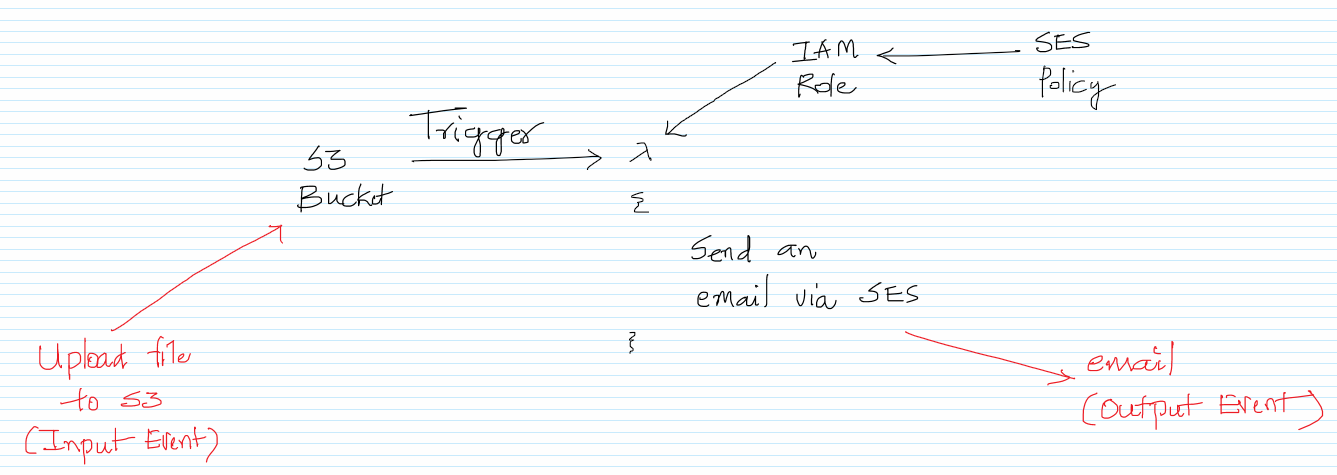 IAM
Role
SES
Policy
Trigger
S3
Bucket
λ
{
Send an
email via SES
}
Upload file
to S3
(Input Event)
email
(Output Event)